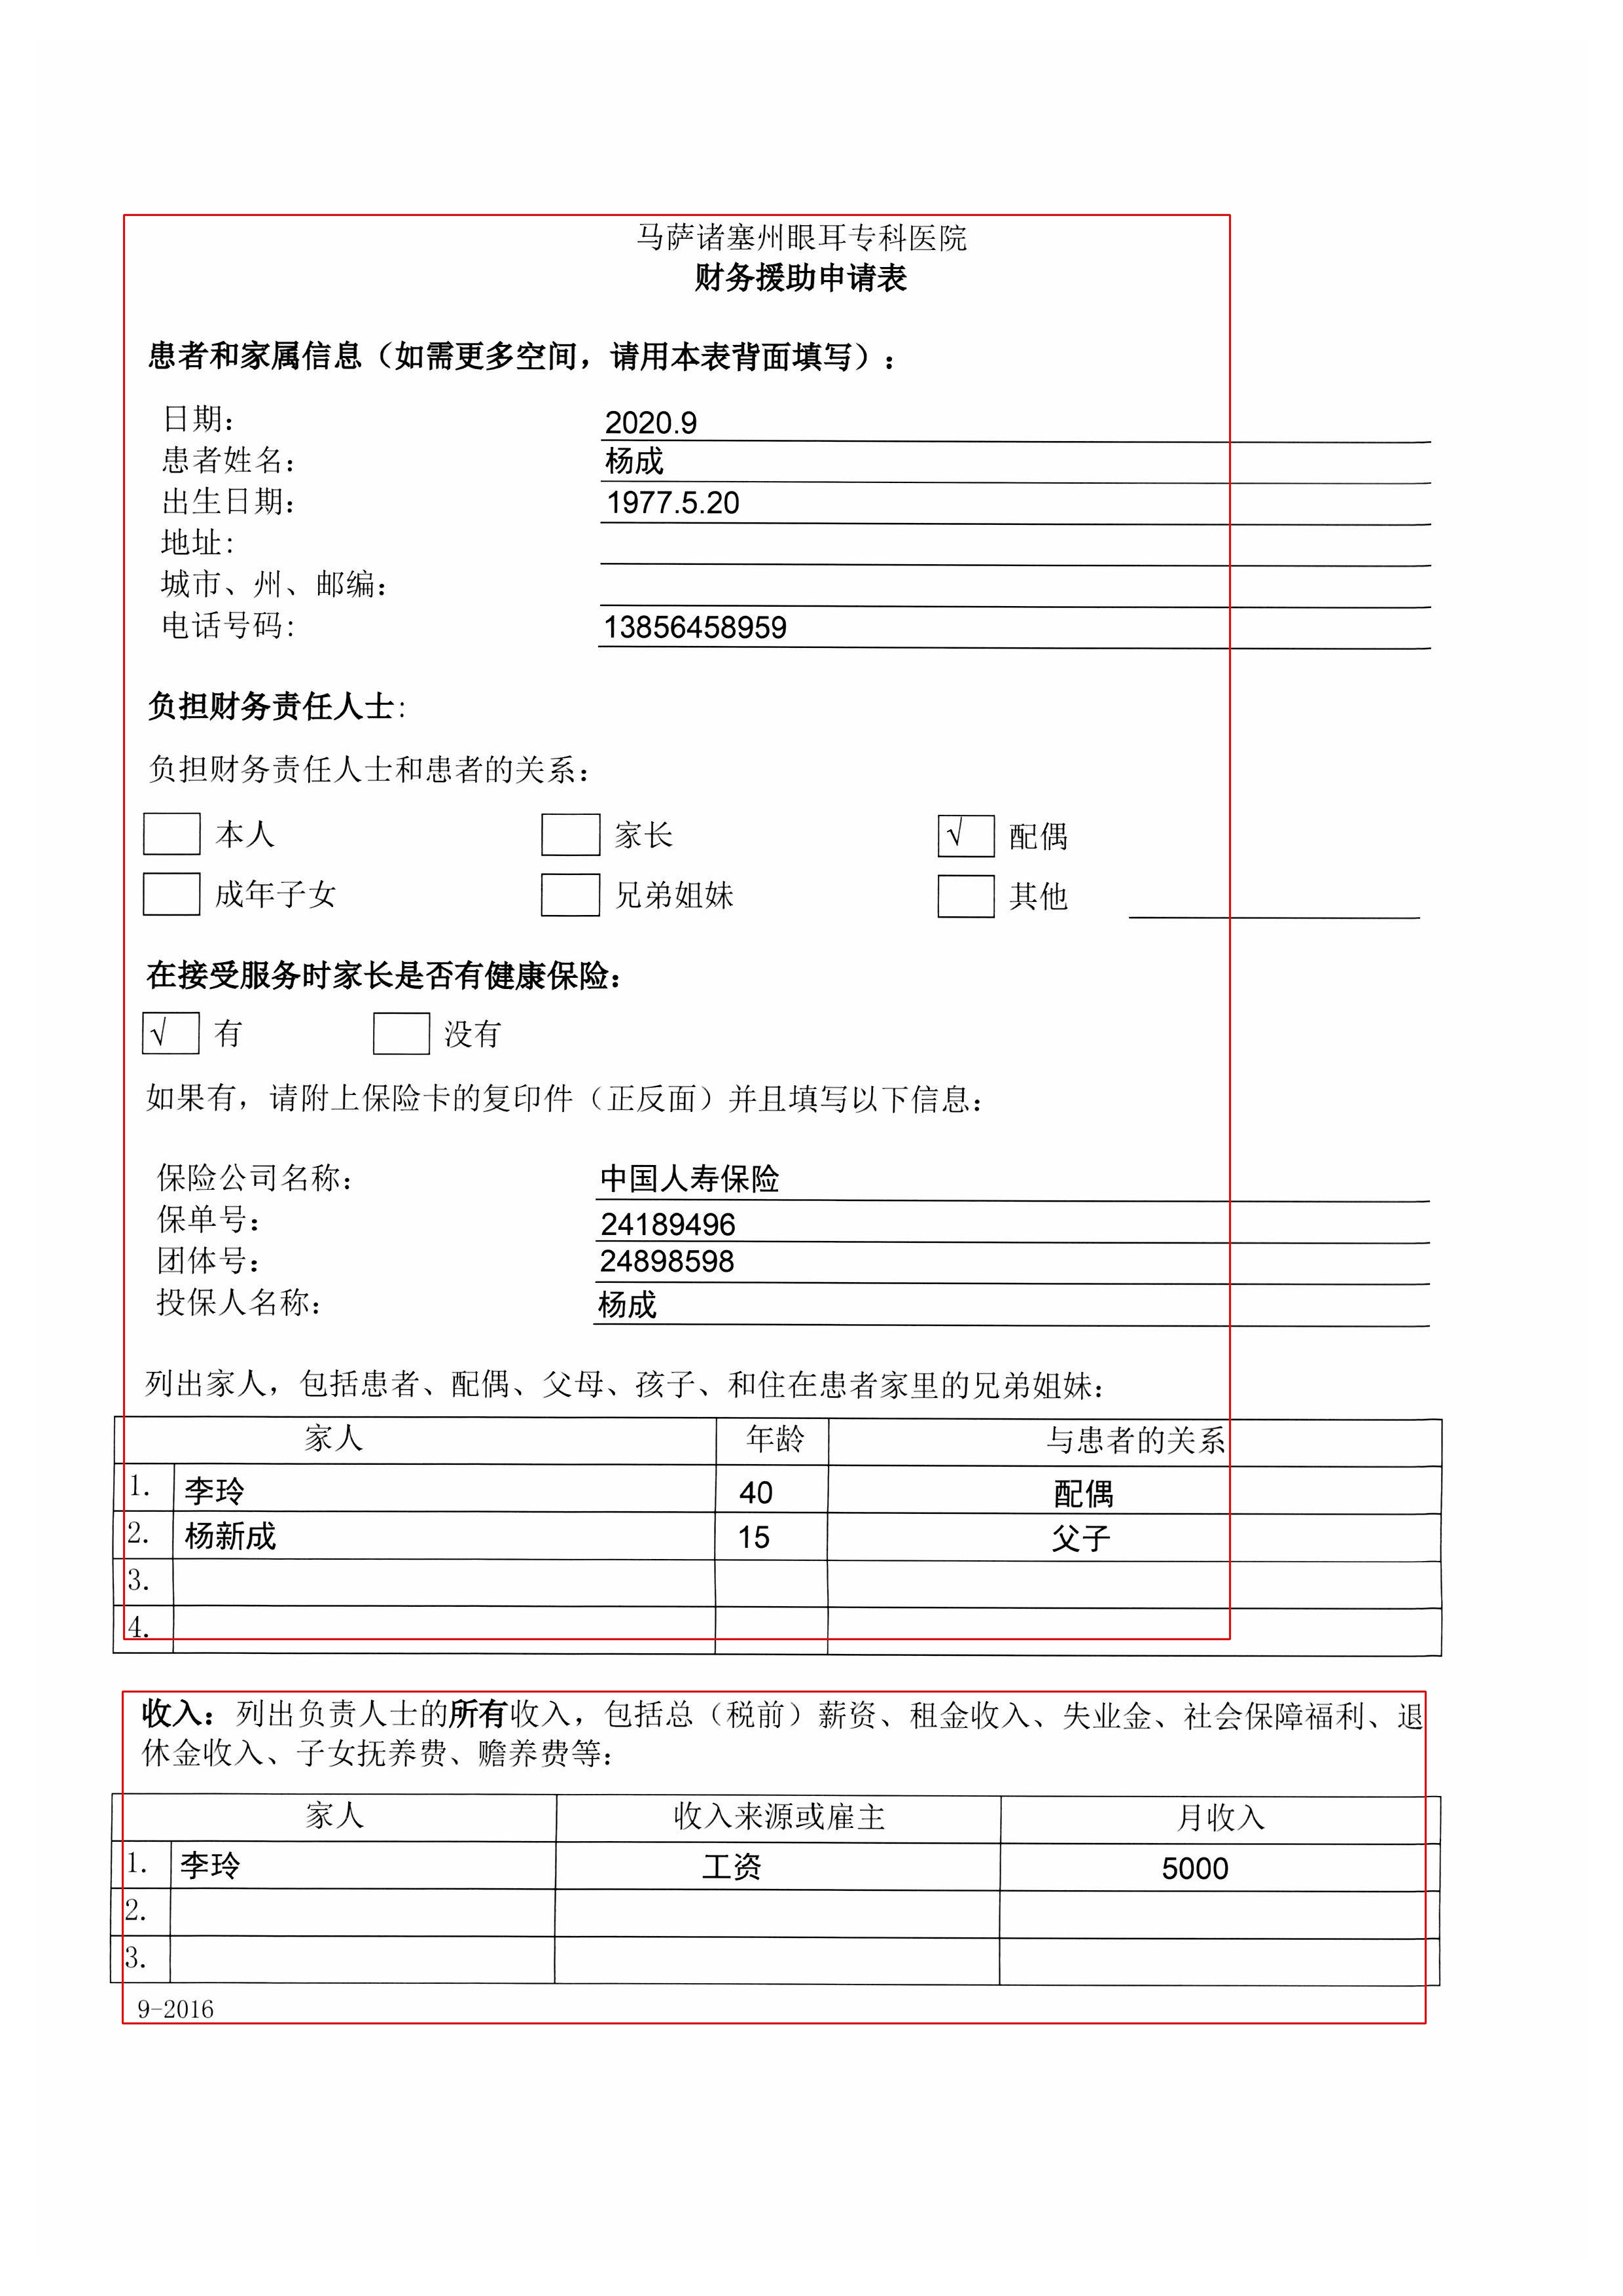 马萨诸塞州眼耳专科医院
财务援助申请表
患者和家属信息（如需更多空间，请用本表背面填写）：
日期： 2020.9
患者姓名： 杨成
出生日期： 1977.5.20
地址：
城市、州、邮编：
电话号码： 13856458959
负担财务责任人士：
负担财务责任人士和患者的关系：
本人 家长 √ 配偶
成年子女 兄弟姐妹 其他
在接受服务时家长是否有健康保险：
√ 有 没有
如果有，请附上保险卡的复印件（正反面）并且填写以下信息：
保险公司名称： 中国人寿保险
保单号： 24189496
团体号： 24898598
投保人名称： 杨成
列出家人，包括患者、配偶、父母、孩子、和住在患者家里的兄弟姐妹：
家人 年龄 与患者的关系
1. 李玲 40 配偶
2. 杨新成 15 父子
3.
4.
收入：列出负责人士的所有收入，包括总（税前）薪资、租金收入、失业金、社会保障福利、退
休金收入、子女抚养费、赡养费等：
家人 收入来源或雇主 月收入
1. 李玲 工资 5000
2.
3.
9-2016